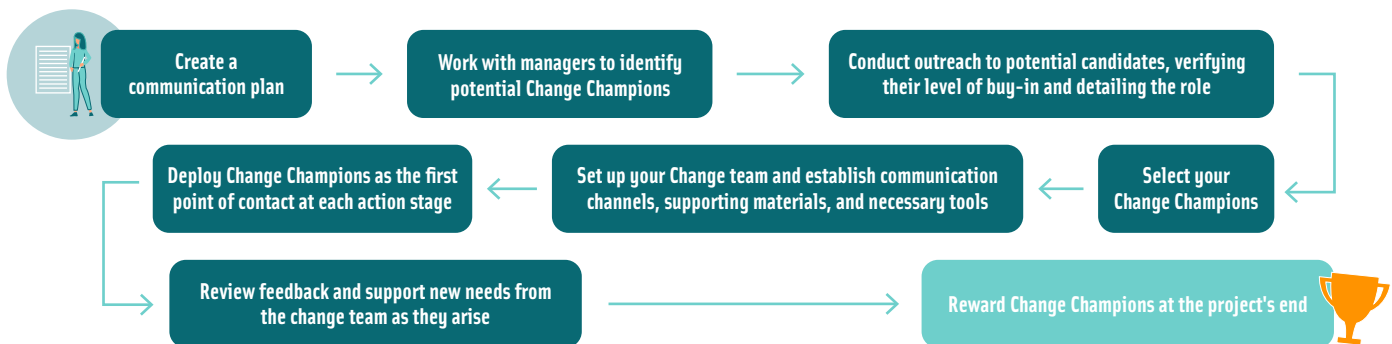 Create a
communication plan
Work with managers to identify
potential Change Champions
Conduct outreach to potential candidates, verifying
their level of buy-in and detailing the role
Select your
Change Champions
Set up your Change team and establish communication
channels, supporting materials, and necessary tools
Deploy Change Champions as the first
point of contact at each action stage
Review feedback and support new needs from
the change team as they arise
Reward Change Champions at the project's end